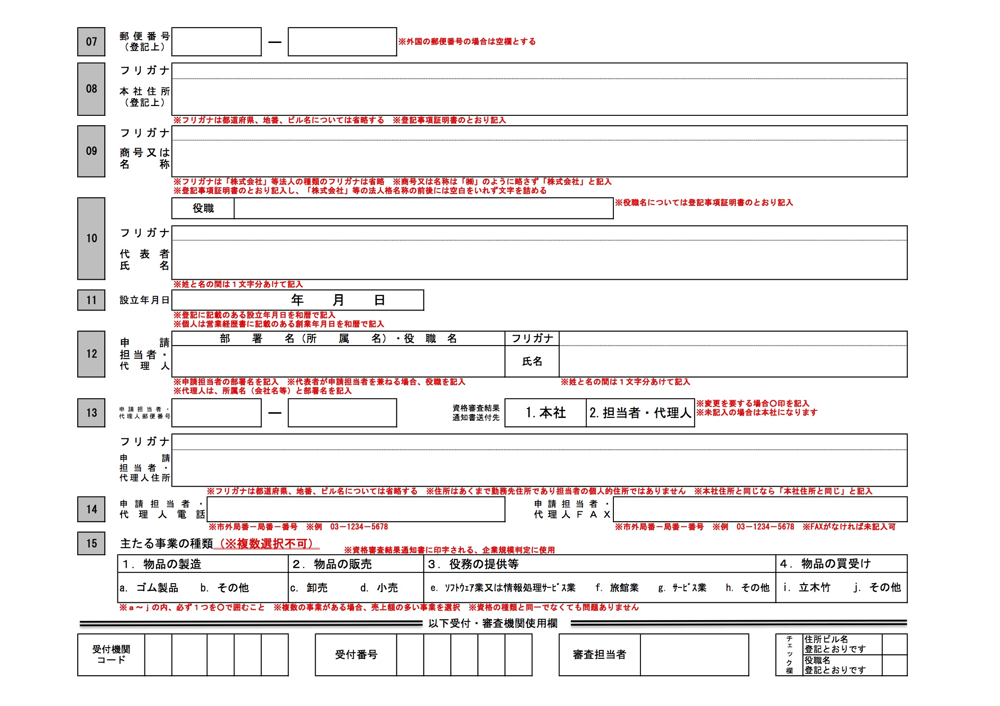 07 郵便番号 － ※外国の郵便番号の場合は空欄とする
（登記上）
フリガナ
08 本社住所
（登記上）
※フリガナは都道府県、地番、ビル名については省略する　※登記事項証明書のとおり記入
フリガナ
09 商号又は
名称
※フリガナは「株式会社」等法人の種類のフリガナは省略　※商号又は名称は「㈱」のように略さず「株式会社」と記入
※登記事項証明書のとおり記入し、「株式会社」等の法人格名称の前後には空白をいれず文字を詰める
役職 ※役職名については登記事項証明書のとおり記入
10 フリガナ
代表者
氏名
※姓と名の間は１文字分あけて記入
11 設立年月日 年 月 日
※登記に記載のある設立年月日を和暦で記入
※個人は営業経歴書に記載のある創業年月日を和暦で記入
12 申請
担当者・
代理人
部署名（所属名）・役職名 フリガナ
氏名
※申請担当者の部署名を記入　※代表者が申請担当者を兼ねる場合、役職を記入 ※姓と名の間は１文字分あけて記入
※代理人は、所属名（会社名等）と部署名を記入
13 申請担当者・
代理人郵便番号 －
資格審査結果
通知書送付先
1. 本社 2. 担当者・代理人
※変更を要する場合〇印を記入
※未記入の場合は本社になります
フリガナ
申請
担当者・
代理人住所
※フリガナは都道府県、地番、ビル名については省略する　※住所はあくまで勤務先住所であり担当者の個人的住所ではありません　※本社住所と同じなら「本社住所と同じ」と記入
14 申請担当者・
代理人電話
申請担当者・
代理人ＦＡＸ
※市外局番－局番－番号　※例　03－1234－5678 ※市外局番－局番－番号　※例　03－1234－5678　※FAXがなければ未記入可
15 主たる事業の種類（※複数選択不可） ※資格審査結果通知書に印字される、企業規模判定に使用
１．物品の製造 ２．物品の販売 ３．役務の提供等 ４．物品の買受け
a. ゴム製品 b. その他 c. 卸売 d. 小売 e. ｿﾌﾄｳｪｱ業又は情報処理ｻｰﾋﾞｽ業 f. 旅館業 g. ｻｰﾋﾞｽ業 h. その他 i. 立木竹 j. その他
※ａ～ｊの内、必ず１つを〇で囲むこと　※複数の事業がある場合、売上額の多い事業を選択　※資格の種類と同一でなくても問題ありません
以下受付・審査機関使用欄
受付機関
コード
受付番号
審査担当者
チェック欄
住所ビル名
登記とおりです
役職名
登記とおりです